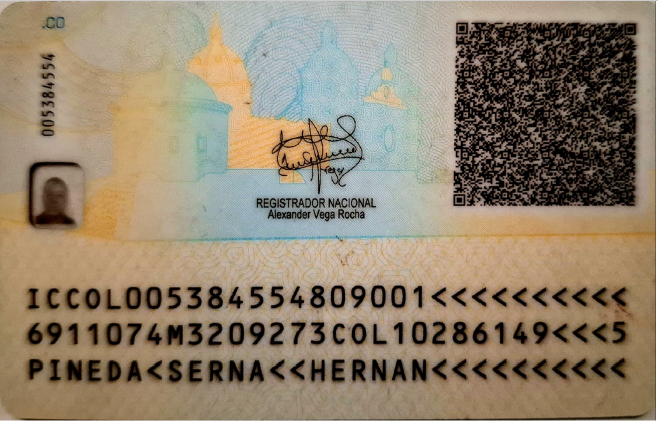 .CO
005384554
REGISTRADOR NACIONAL
Alexander Vega Rocha
ICCOL005384554809001<<<<<<<<<<
6911074M3209273COL10286149<<<5
PINEDA<SERNA<<HERNAN<<<<<<<<<<